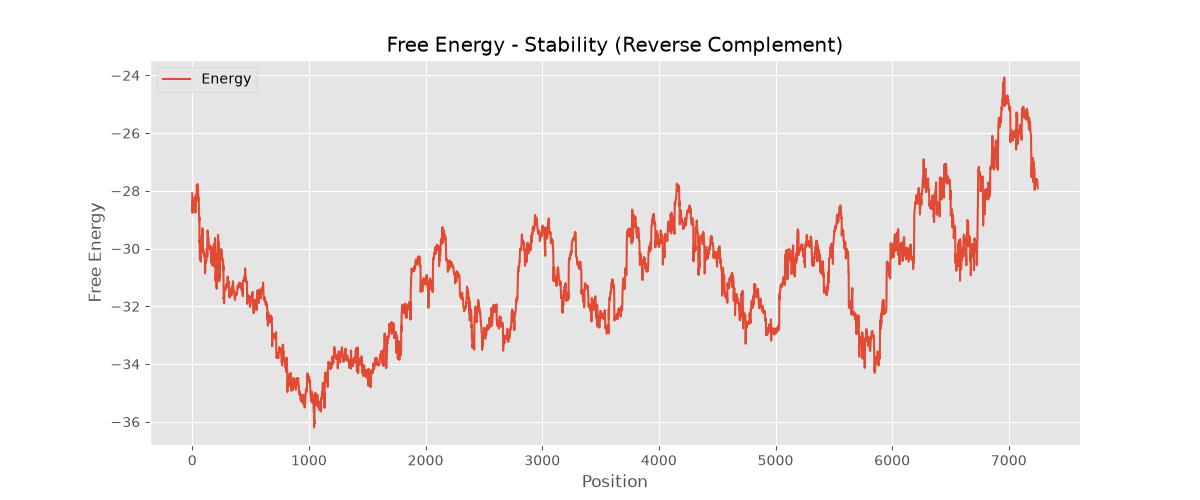 Free Energy - Stability (Reverse Complement)
Energy
−24
−26
−28
−30
−32
−34
−36
Free Energy
0 1000 2000 3000 4000 5000 6000 7000
Position